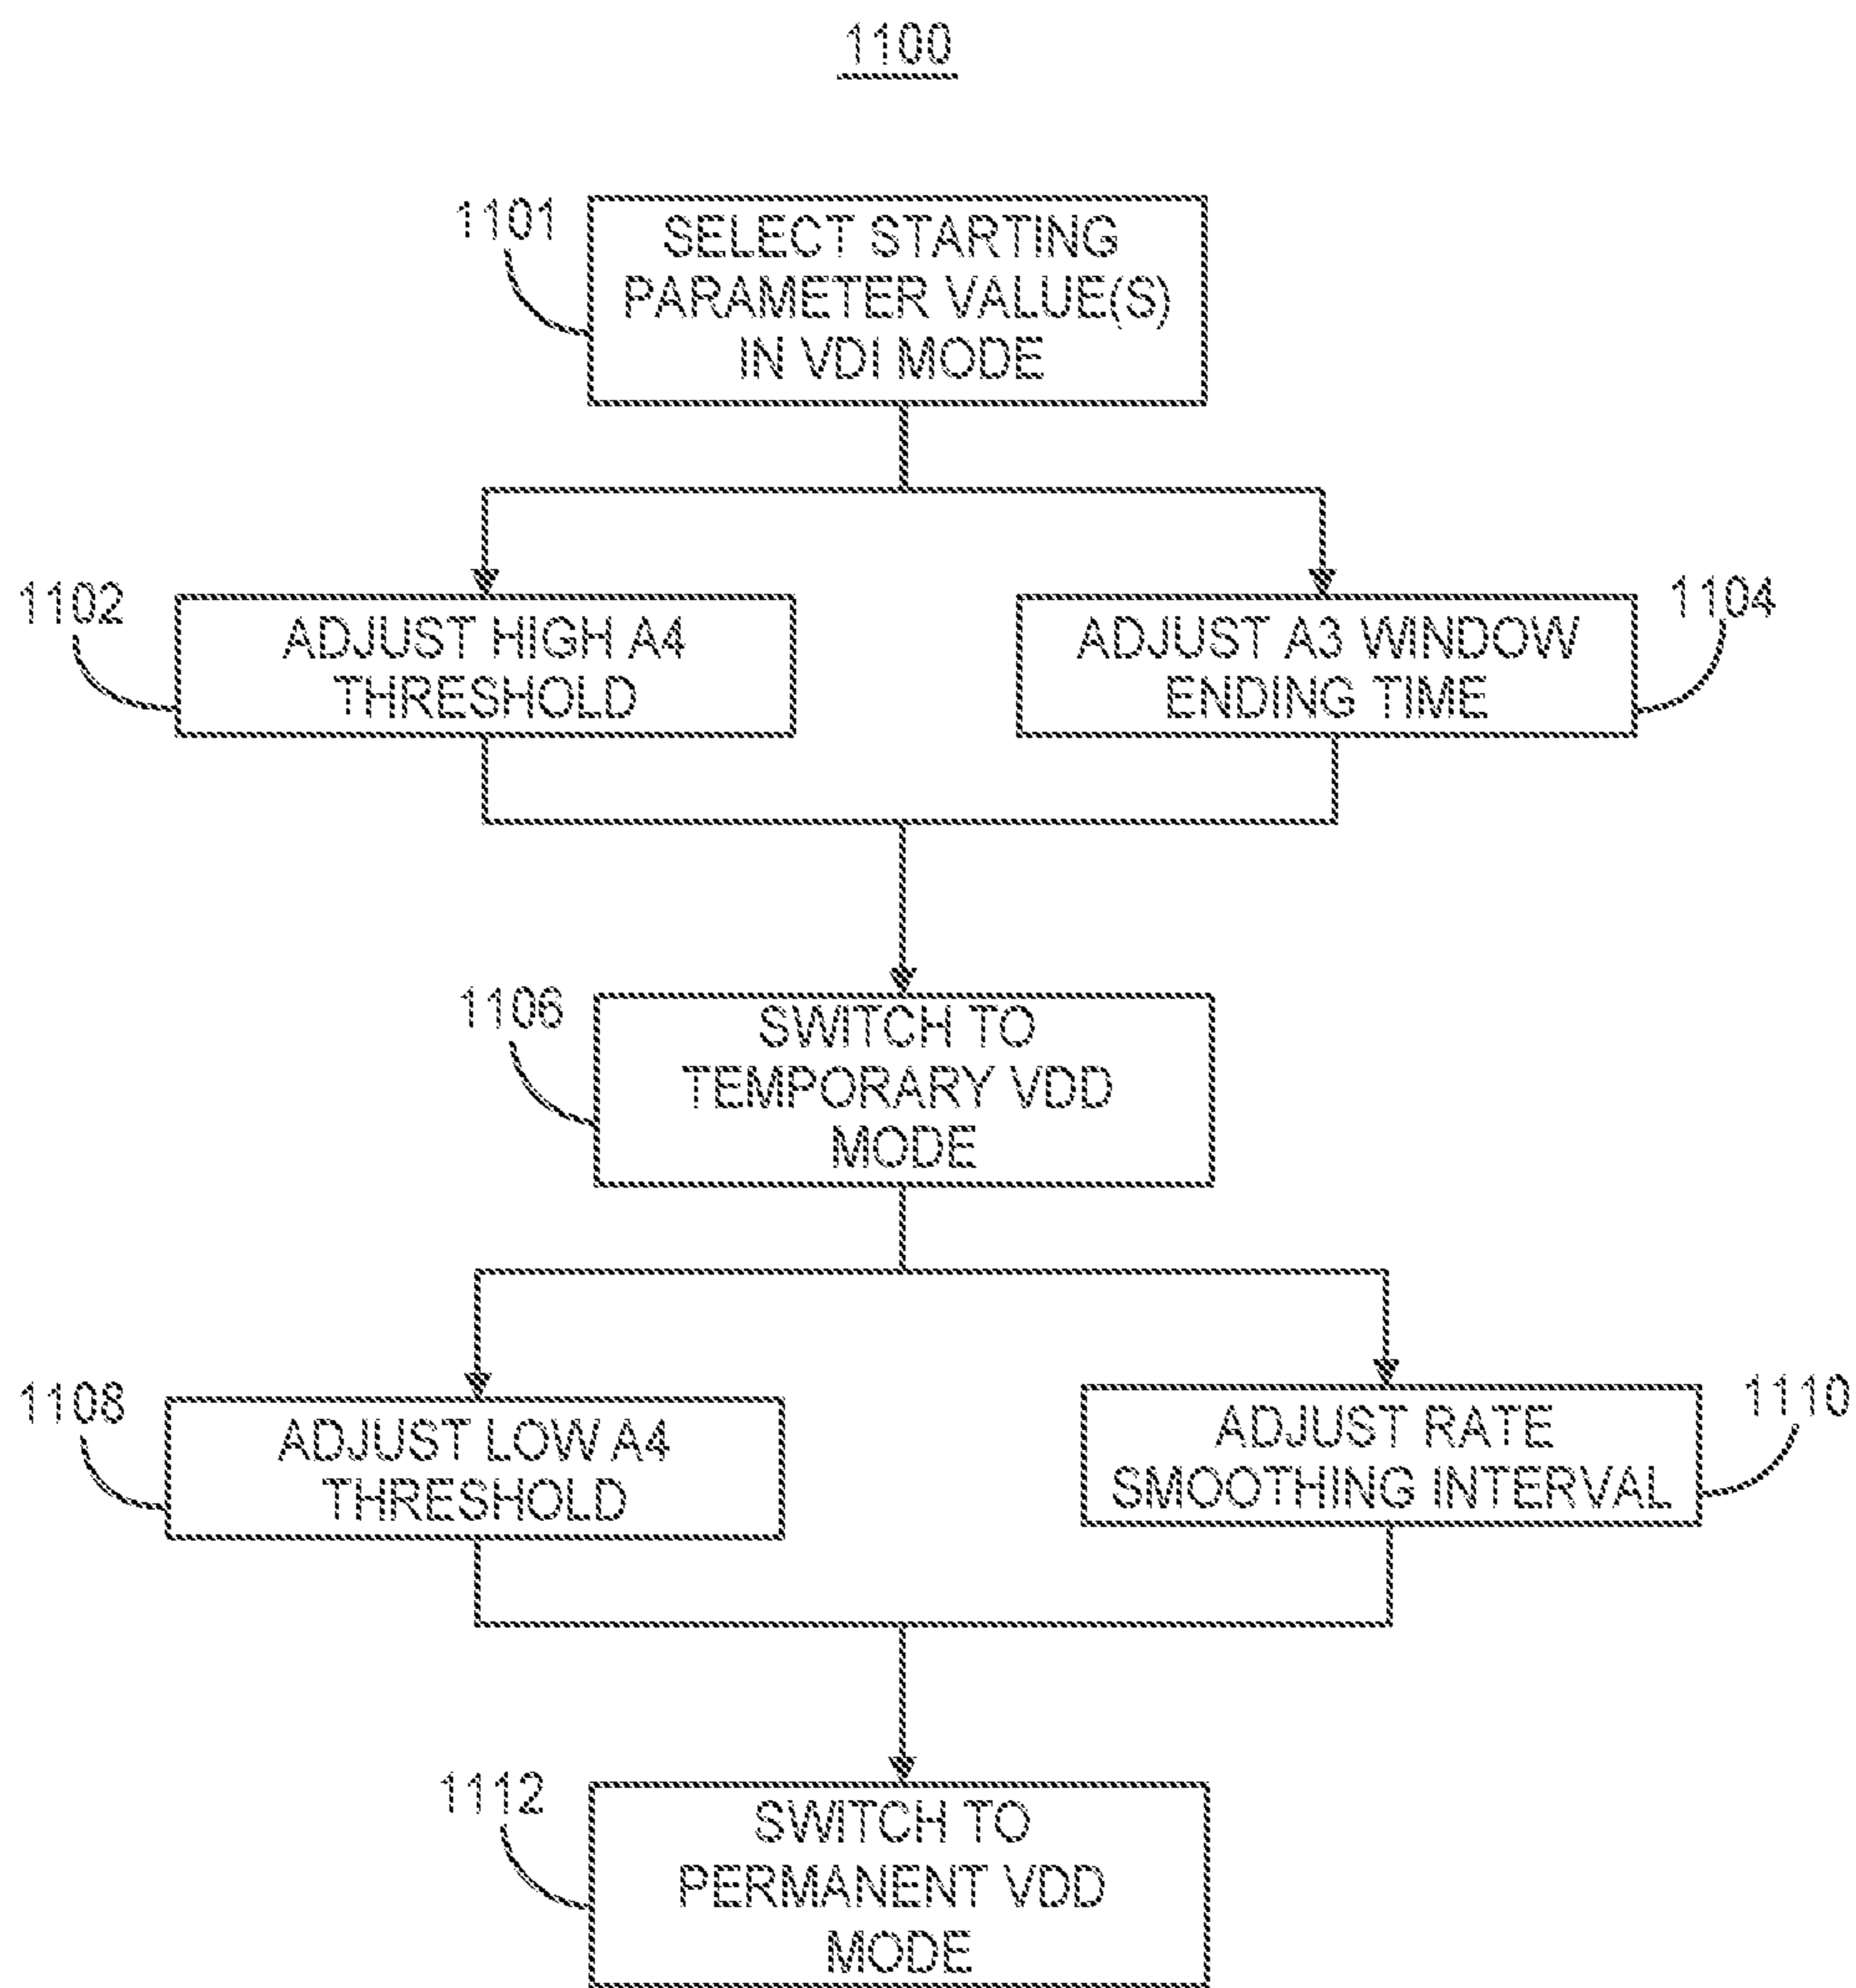 1100
1101
SELECT STARTING
PARAMETER VALUE(S)
IN VDI MODE
1102
ADJUST HIGH A4
THRESHOLD
ADJUST A3 WINDOW
ENDING TIME
1104
1106
SWITCH TO
TEMPORARY VDD
MODE
1108
ADJUST LOW A4
THRESHOLD
ADJUST RATE
SMOOTHING INTERVAL
1110
1112
SWITCH TO
PERMANENT VDD
MODE